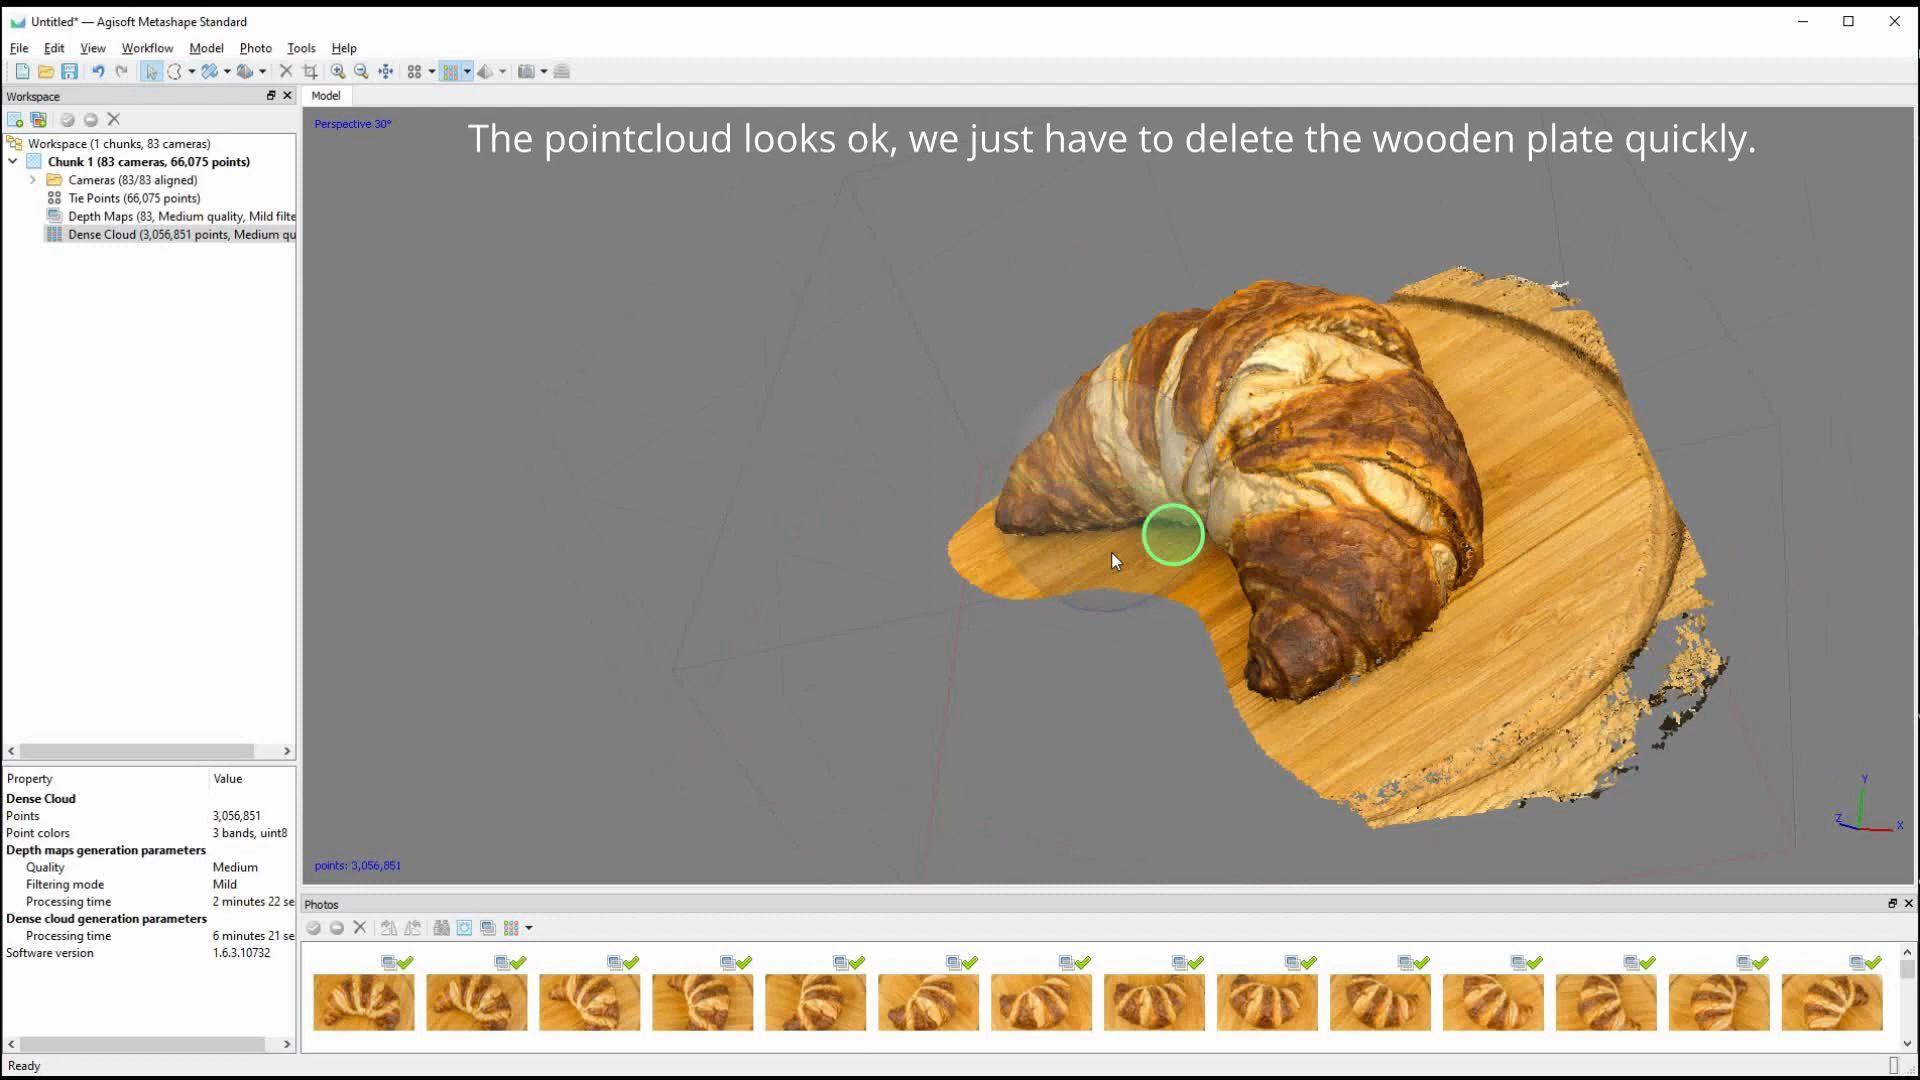 Untitled* — Agisoft Metashape Standard
File Edit View Workflow Model Photo Tools Help
Workspace
Model
Workspace (1 chunks, 83 cameras)
Chunk 1 (83 cameras, 66,075 points)
Cameras (83/83 aligned)
Tie Points (66,075 points)
Depth Maps (83, Medium quality, Mild filte
Dense Cloud (3,056,851 points, Medium qu
Perspective 30°
The pointcloud looks ok, we just have to delete the wooden plate quickly.
Y
Z
X
points: 3,056,851
Property Value
Dense Cloud
Points 3,056,851
Point colors 3 bands, uint8
Depth maps generation parameters
Quality Medium
Filtering mode Mild
Processing time 2 minutes 22 se
Dense cloud generation parameters
Processing time 6 minutes 21 se
Software version 1.6.3.10732
Photos
Ready